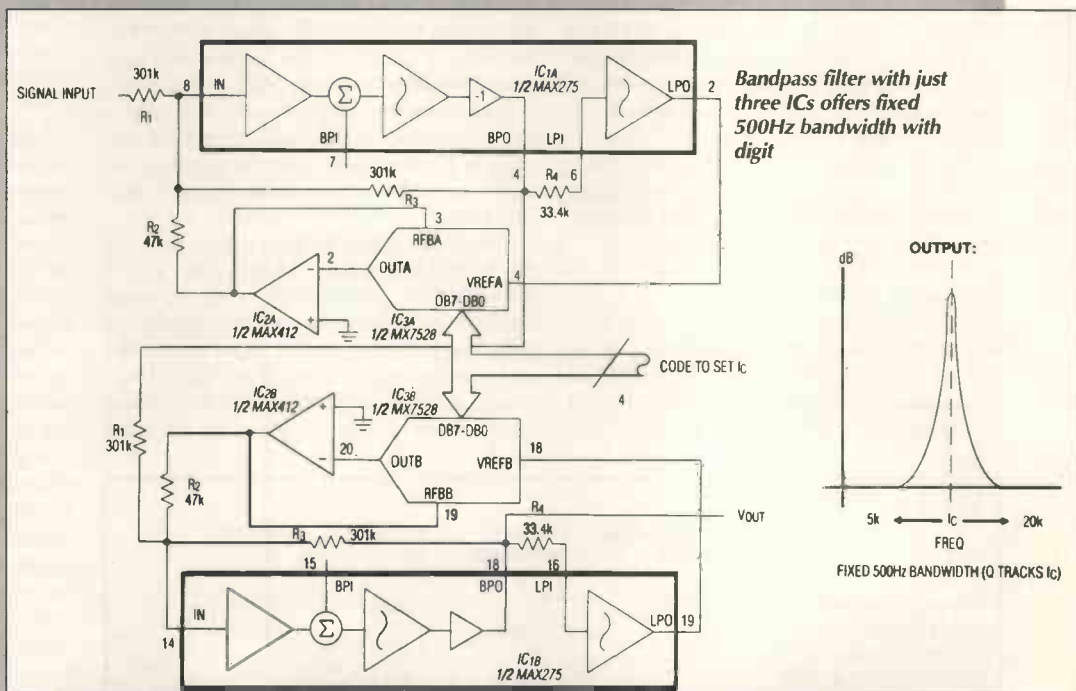 301k
SIGNAL INPUT
R1
8
IN
Σ
-1
IC1A
1/2 MAX275
LPO
2
BPI
BPO
LPI
7
4
6
301k
R3
R4
33.4k
R2
47k
3
RFBA
2
OUTA
VREFA
4
DB7-DB0
IC2A
1/2 MAX412
IC3A
1/2 MX7528
CODE TO SET fC
4
IC2B
1/2 MAX412
IC3B
1/2 MX7528
R1
301k
DB7-DB0
18
20
OUTB
VREFB
R2
47k
RFBB
19
R4
33.4k
VOUT
R3
301k
15
18
16
BPI
BPO
LPI
IN
Σ
LPO
19
14
IC1B
1/2 MAX275
Bandpass filter with just
three ICs offers fixed
500Hz bandwidth with
digit
OUTPUT:
dB
5k
fC
20k
FREQ
FIXED 500Hz BANDWIDTH (Q TRACKS fC)